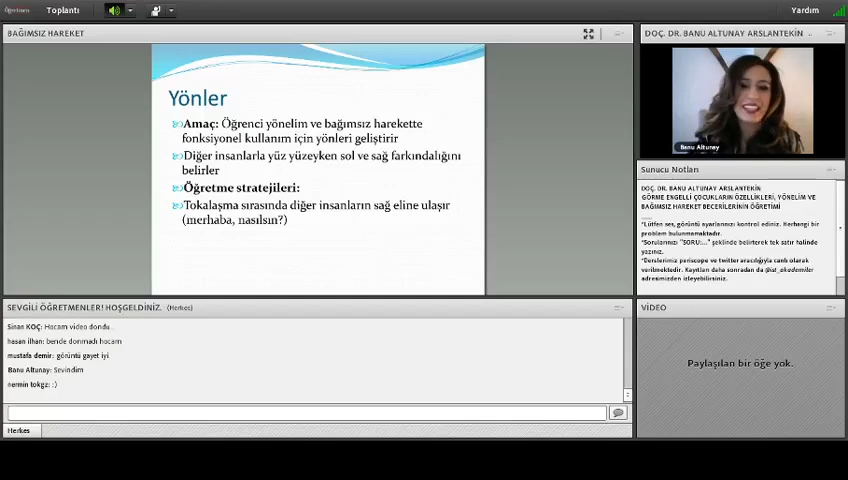 öğretmen
Toplantı
Yardım
BAĞIMSIZ HAREKET
Yönler
Amaç: Öğrenci yönelim ve bağımsız harekette
fonksiyonel kullanım için yönleri geliştirir
Diğer insanlarla yüz yüzeyken sol ve sağ farkındalığını
belirler
Öğretme stratejileri:
Tokalaşma sırasında diğer insanların sağ eline ulaşır
(merhaba, nasılsın?)
DOÇ. DR. BANU ALTUNAY ARSLANTEKİN ..
Banu Altunay
Sunucu Notları
DOÇ. DR. BANU ALTUNAY ARSLANTEKİN
GÖRME ENGELLİ ÇOCUKLARIN ÖZELLİKLERİ, YÖNELİM VE
BAĞIMSIZ HAREKET BECERİLERİNİN ÖĞRETİMİ
*Lütfen ses, görüntü ayarlarınızı kontrol ediniz. Herhangi bir
problem bulunmamaktadır.
*Sorularınızı "SORU:..." şeklinde belirterek tek satır halinde
yazınız.
*Derslerimiz periscope ve twitter aracılığıyla canlı olarak
verilmektedir. Kayıtları daha sonradan da @ist_akademiler
adresimizden izleyebilirsiniz.
SEVGİLİ ÖĞRETMENLER! HOŞGELDİNİZ. (Herkes)
Sinan KOÇ: Hocam video dondu..
hasan ilhan: bende donmadı hocam
mustafa demir: görüntü gayet iyi.
Banu Altunay: Sevindim
nermin tokgz: :)
Herkes
VİDEO
Paylaşılan bir öğe yok.